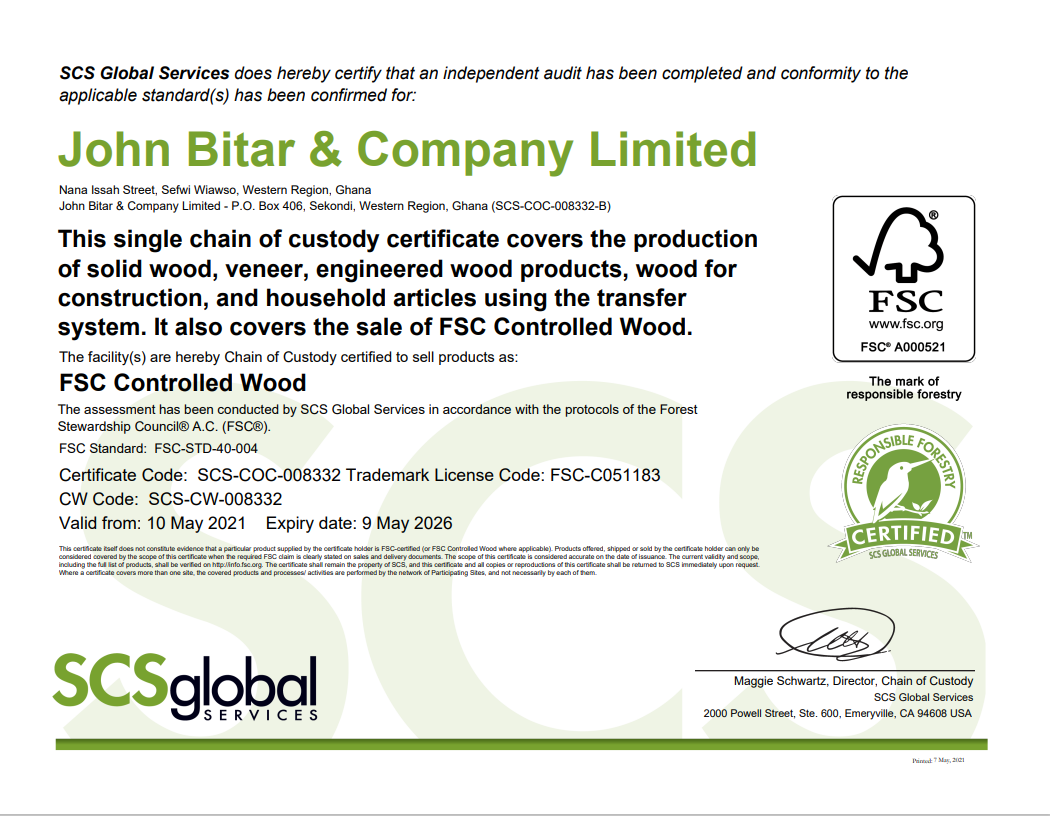 SCS Global Services does hereby certify that an independent audit has been completed and conformity to the
applicable standard(s) has been confirmed for:
John Bitar & Company Limited
Nana Issah Street, Sefwi Wiawso, Western Region, Ghana
John Bitar & Company Limited - P.O. Box 406, Sekondi, Western Region, Ghana (SCS-COC-008332-B)
This single chain of custody certificate covers the production
of solid wood, veneer, engineered wood products, wood for
construction, and household articles using the transfer
system. It also covers the sale of FSC Controlled Wood.
The facility(s) are hereby Chain of Custody certified to sell products as:
FSC Controlled Wood
The assessment has been conducted by SCS Global Services in accordance with the protocols of the Forest
Stewardship Council® A.C. (FSC®).
FSC Standard: FSC-STD-40-004
Certificate Code: SCS-COC-008332 Trademark License Code: FSC-C051183
CW Code: SCS-CW-008332
Valid from: 10 May 2021 Expiry date: 9 May 2026
This certificate itself does not constitute evidence that a particular product supplied by the certificate holder is FSC-certified (or FSC Controlled Wood where applicable). Products offered, shipped or sold by the certificate holder can only be
considered covered by the scope of this certificate when the required FSC claim is clearly stated on sales and delivery documents. The scope of this certificate is considered accurate on the date of issuance. The current validity and scope,
including the full list of products, shall be verified on http://info.fsc.org. The certificate shall remain the property of SCS, and this certificate and all copies or reproductions of this certificate shall be returned to SCS immediately upon request.
Where a certificate covers more than one site, the covered products and processes/ activities are performed by the network of Participating Sites, and not necessarily by each of them.
®
FSC
www.fsc.org
FSC® A000521
The mark of
responsible forestry
RESPONSIBLE FORESTRY
CERTIFIED
TM
SCS GLOBAL SERVICES
SCS
SCSglobal
SERVICES
Maggie Schwartz, Director, Chain of Custody
SCS Global Services
2000 Powell Street, Ste. 600, Emeryville, CA 94608 USA
Printed: 7 May, 2021